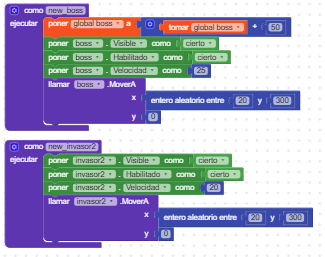 como new_boss
ejecutar poner global boss a tomar global boss + 50
poner boss . Visible como cierto
poner boss . Habilitado como cierto
poner boss . Velocidad como 25
llamar boss .MoverA
x entero aleatorio entre 20 y 300
y 0
como new_invasor2
ejecutar poner invasor2 . Visible como cierto
poner invasor2 . Habilitado como cierto
poner invasor2 . Velocidad como 20
llamar invasor2 .MoverA
x entero aleatorio entre 20 y 300
y 0